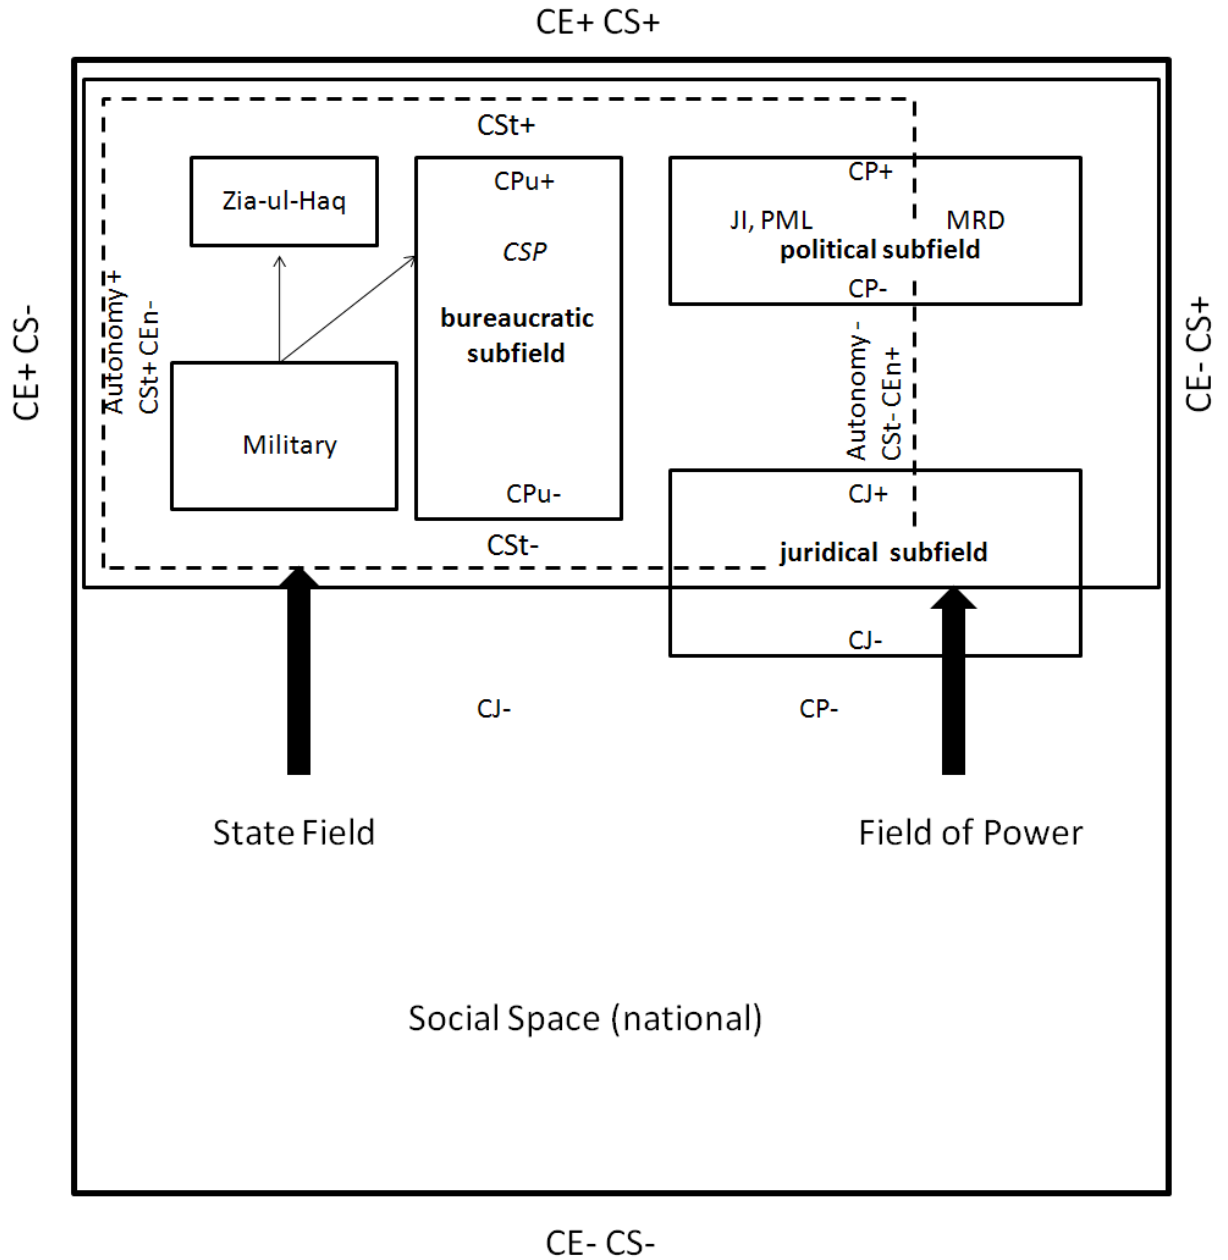 CE+ CS+
CSt+
Zia-ul-Haq
CPu+
CSP
bureaucratic
subfield
CPu-
CP+
JI, PML
MRD
political subfield
CP-
Autonomy +
CSt+ CEn-
Military
Autonomy -
CSt- CEn+
CE+ CS-
CE- CS+
CJ+
CSt-
juridical subfield
CJ-
CJ-
CP-
State Field
Field of Power
Social Space (national)
CE- CS-